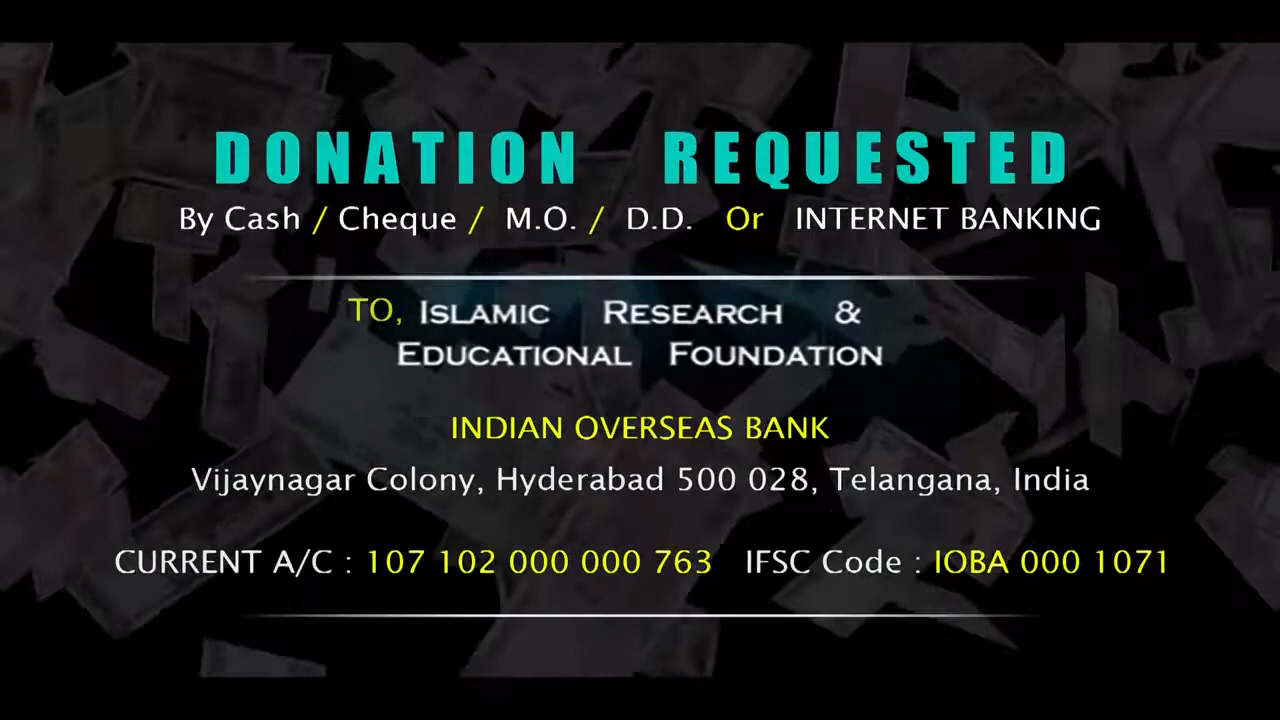 DONATION REQUESTED
By Cash / Cheque / M.O. / D.D. Or INTERNET BANKING
TO, ISLAMIC RESEARCH &
EDUCATIONAL FOUNDATION
INDIAN OVERSEAS BANK
Vijaynagar Colony, Hyderabad 500 028, Telangana, India
CURRENT A/C : 107 102 000 000 763 IFSC Code : IOBA 000 1071